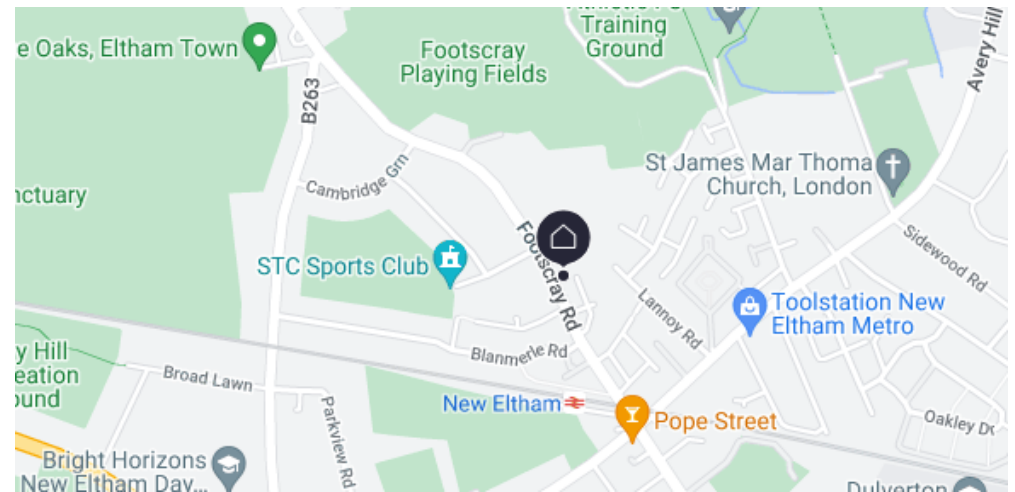 e Oaks, Eltham Town
B263
Footscray
Playing Fields
Training
Ground
Avery Hill
Cambridge Grn
St James Mar Thoma
Church, London
nctuary
STC Sports Club
Footscray Rd
Sidewood Rd
Lannoy Rd
Toolstation New
Eltham Metro
y Hill
eation
ound
Blanmerle Rd
Broad Lawn
New Eltham
Parkview Rd
Pope Street
Oakley D
Bright Horizons
New Eltham Day...
Dulverton